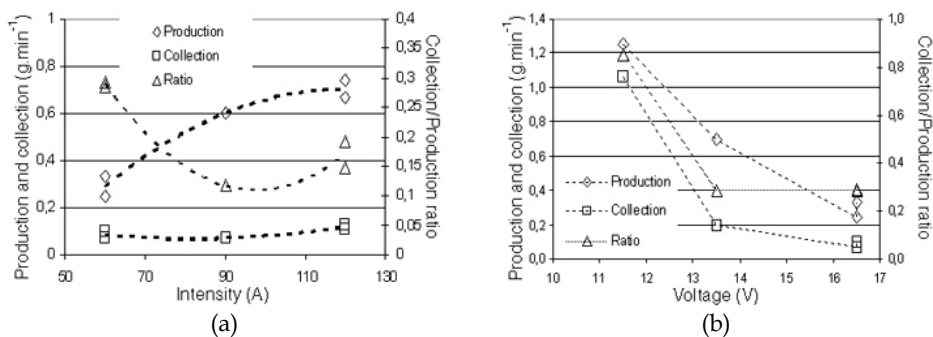 (a)
Production and collection (g.min⁻¹)
1
0,8
0,6
0,4
0,2
0
50 70 90 110 130
Intensity (A)
0,4
0,35
0,3
0,25
0,2
0,15
0,1
0,05
0
Collection/Production ratio
Production
Collection
Ratio
(a)
(b)
Production and collection (g.min⁻¹)
1,4
1,2
1,0
0,8
0,6
0,4
0,2
0,0
10 11 12 13 14 15 16 17
Voltage (V)
1,0
0,8
0,6
0,4
0,2
0,0
Collection/Production ratio
Production
Collection
Ratio
(b)